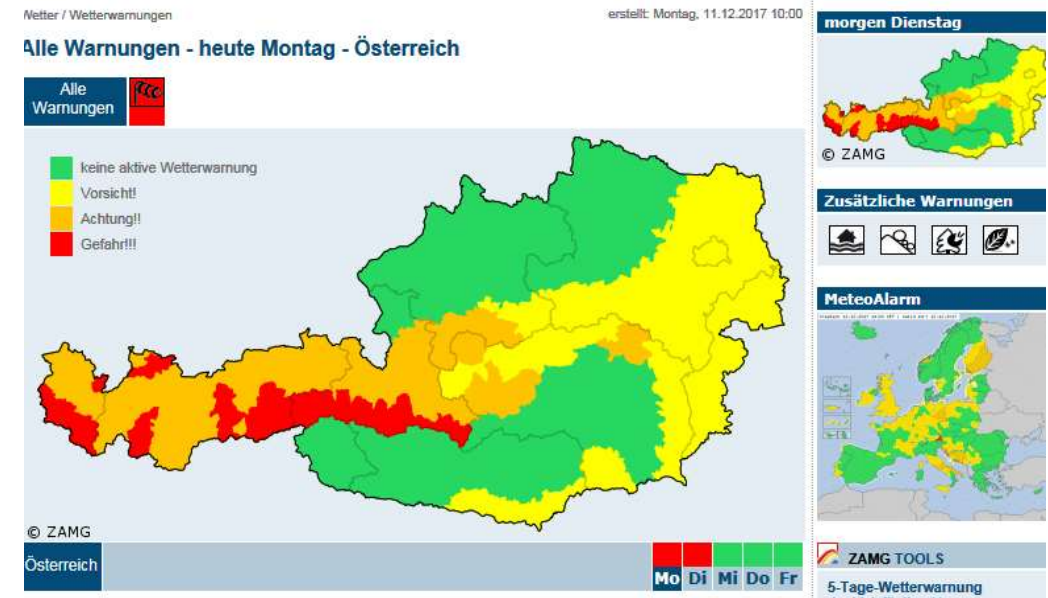 Wetter / Wetterwarnungen
erstellt: Montag, 11.12.2017 10:00
Alle Warnungen - heute Montag - Österreich
Alle
Warnungen
keine aktive Wetterwarnung
Vorsicht!
Achtung!!
Gefahr!!!
© ZAMG
Österreich
Mo Di Mi Do Fr
morgen Dienstag
© ZAMG
Zusätzliche Warnungen
MeteoAlarm
ZAMG TOOLS
5-Tage-Wetterwarnung